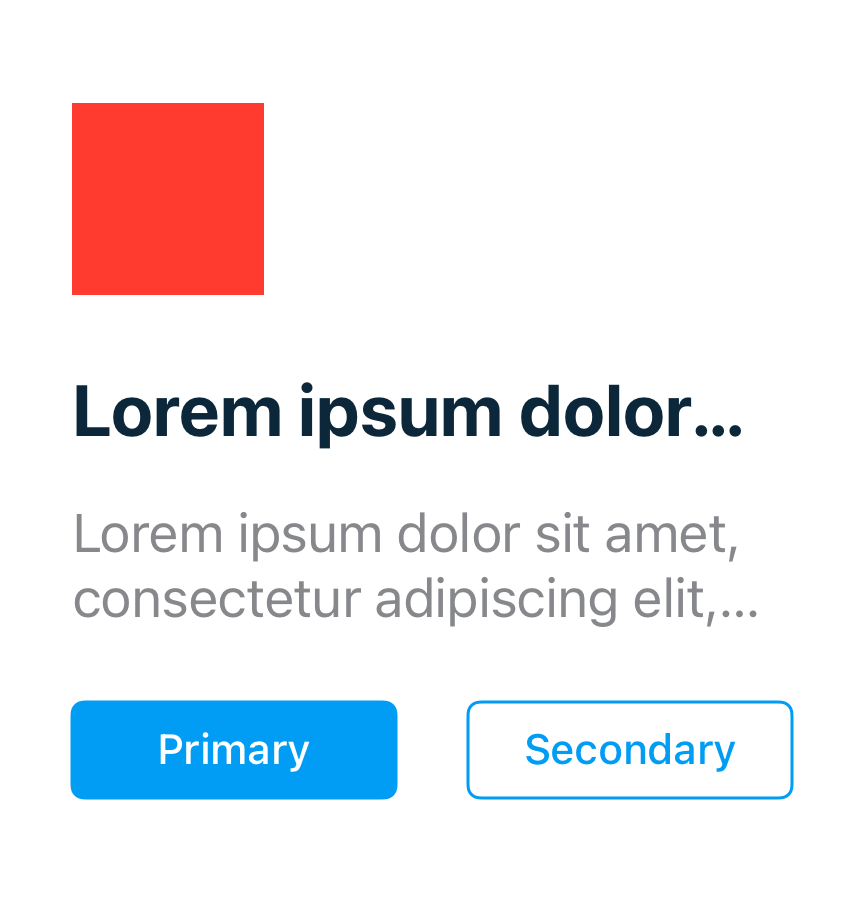 Lorem ipsum dolor...
Lorem ipsum dolor sit amet,
consectetur adipiscing elit,...
Primary
Secondary